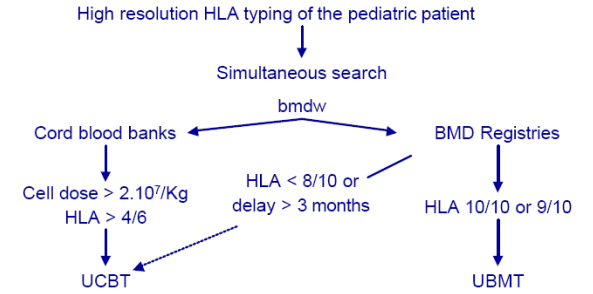 High resolution HLA typing of the pediatric patient
Simultaneous search
bmdw
Cord blood banks
BMD Registries
Cell dose > 2.10⁷/Kg
HLA > 4/6
HLA < 8/10 or
delay > 3 months
HLA 10/10 or 9/10
UCBT
UBMT